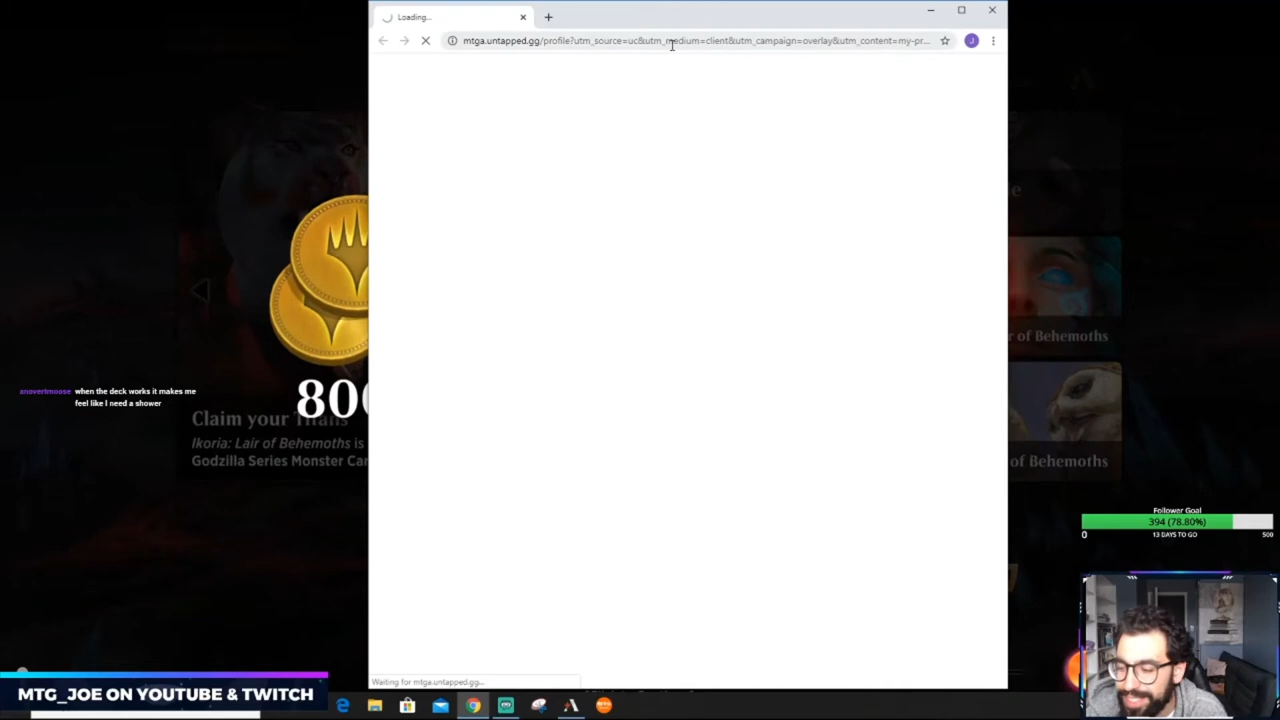 Loading...
mtga.untapped.gg/profile?utm_source=uc&utm_medium=client&utm_campaign=overlay&utm_content=my-pr...
J
r of Behemoths
anovertmoose when the deck works it makes me
feel like I need a shower
800
Claim your Titans
Ikoria: Lair of Behemoths is
Godzilla Series Monster Car
of Behemoths
Follower Goal
394 (78.80%)
0 13 DAYS TO GO 500
Waiting for mtga.untapped.gg...
MTG_JOE ON YOUTUBE & TWITCH